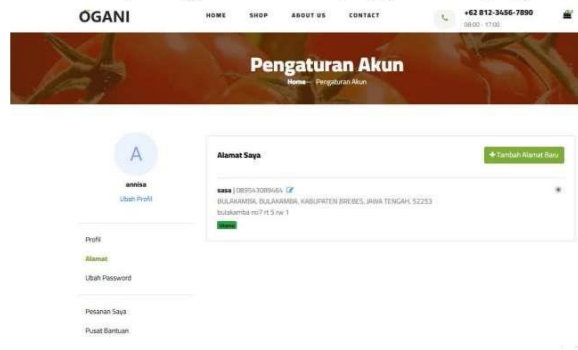 OGANI
HOME SHOP ABOUT US CONTACT
+62 812-3456-7890
08:00 - 17:00
Pengaturan Akun
Home Pengaturan Akun
A
annisa
Ubah Profil
Profil
Alamat
Ubah Password
Pesanan Saya
Pusat Bantuan
Alamat Saya
+ Tambah Alamat Baru
sasa | 089543089464
BULAKAMBA, BULAKAMBA, KABUPATEN BREBES, JAWA TENGAH, 52253
bulakamba no7 rt 5 rw 1